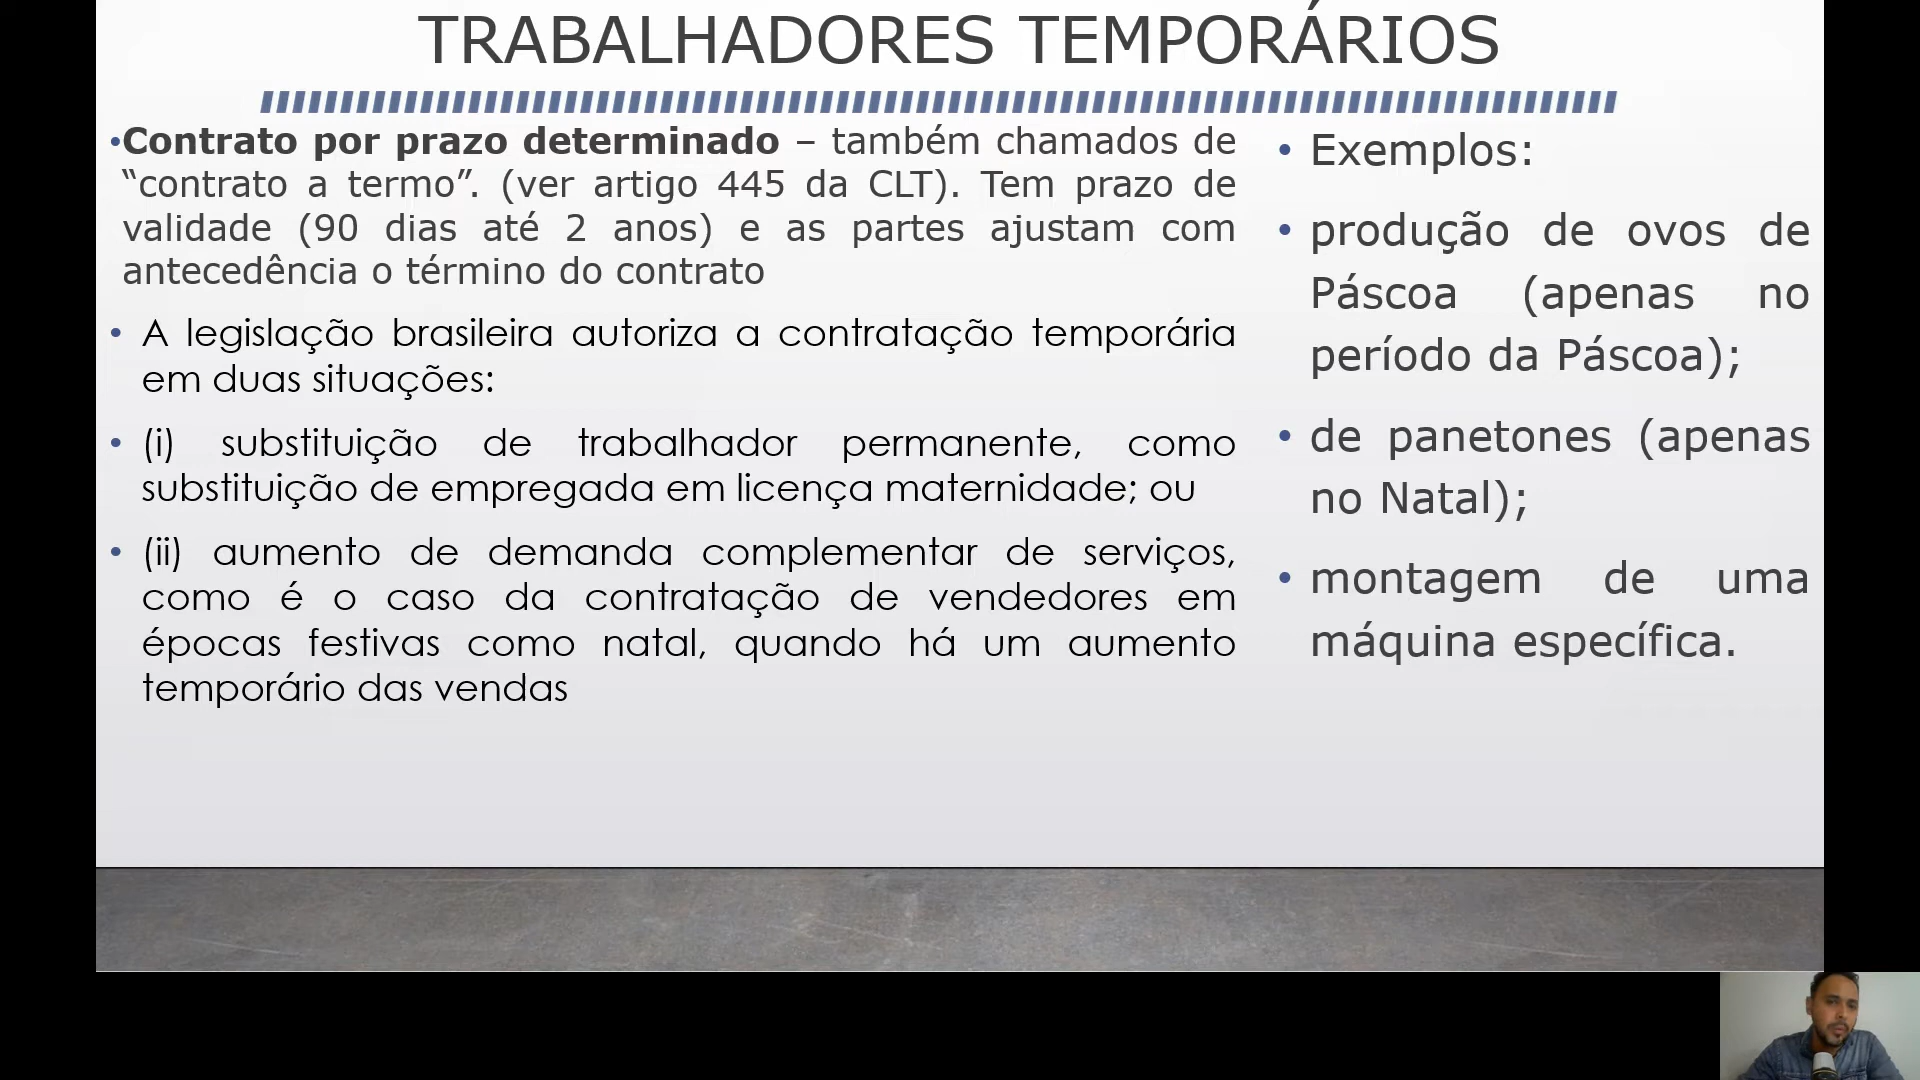 TRABALHADORES TEMPORÁRIOS
•Contrato por prazo determinado – também chamados de
“contrato a termo”. (ver artigo 445 da CLT). Tem prazo de
validade (90 dias até 2 anos) e as partes ajustam com
antecedência o término do contrato
• A legislação brasileira autoriza a contratação temporária
em duas situações:
• (i) substituição de trabalhador permanente, como
substituição de empregada em licença maternidade; ou
• (ii) aumento de demanda complementar de serviços,
como é o caso da contratação de vendedores em
épocas festivas como natal, quando há um aumento
temporário das vendas
• Exemplos:
• produção de ovos de
Páscoa (apenas no
período da Páscoa);
• de panetones (apenas
no Natal);
• montagem de uma
máquina específica.